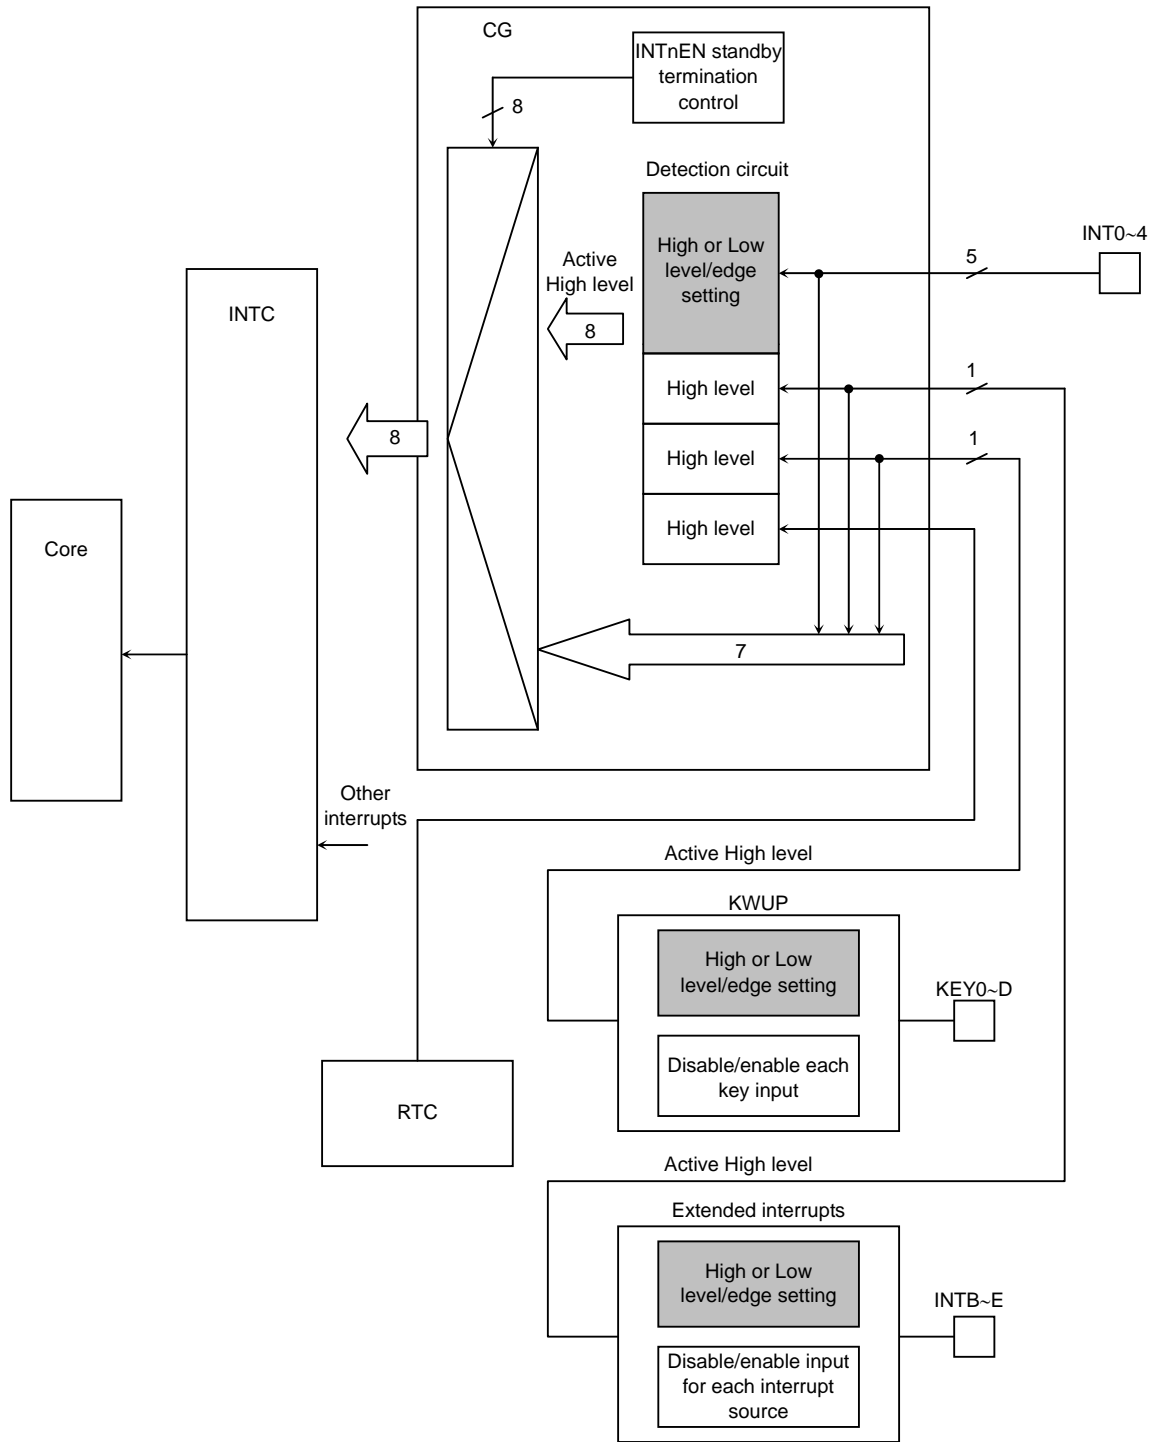 CG
INTnEN standby
termination
control
8
Detection circuit
High or Low
level/edge
setting
INT0~4
5
Active
High level
8
INTC
High level
1
8
High level
1
High level
Core
7
Other
interrupts
Active High level
KWUP
High or Low
level/edge setting
KEY0~D
Disable/enable each
key input
RTC
Active High level
Extended interrupts
High or Low
level/edge setting
INTB~E
Disable/enable input
for each interrupt
source